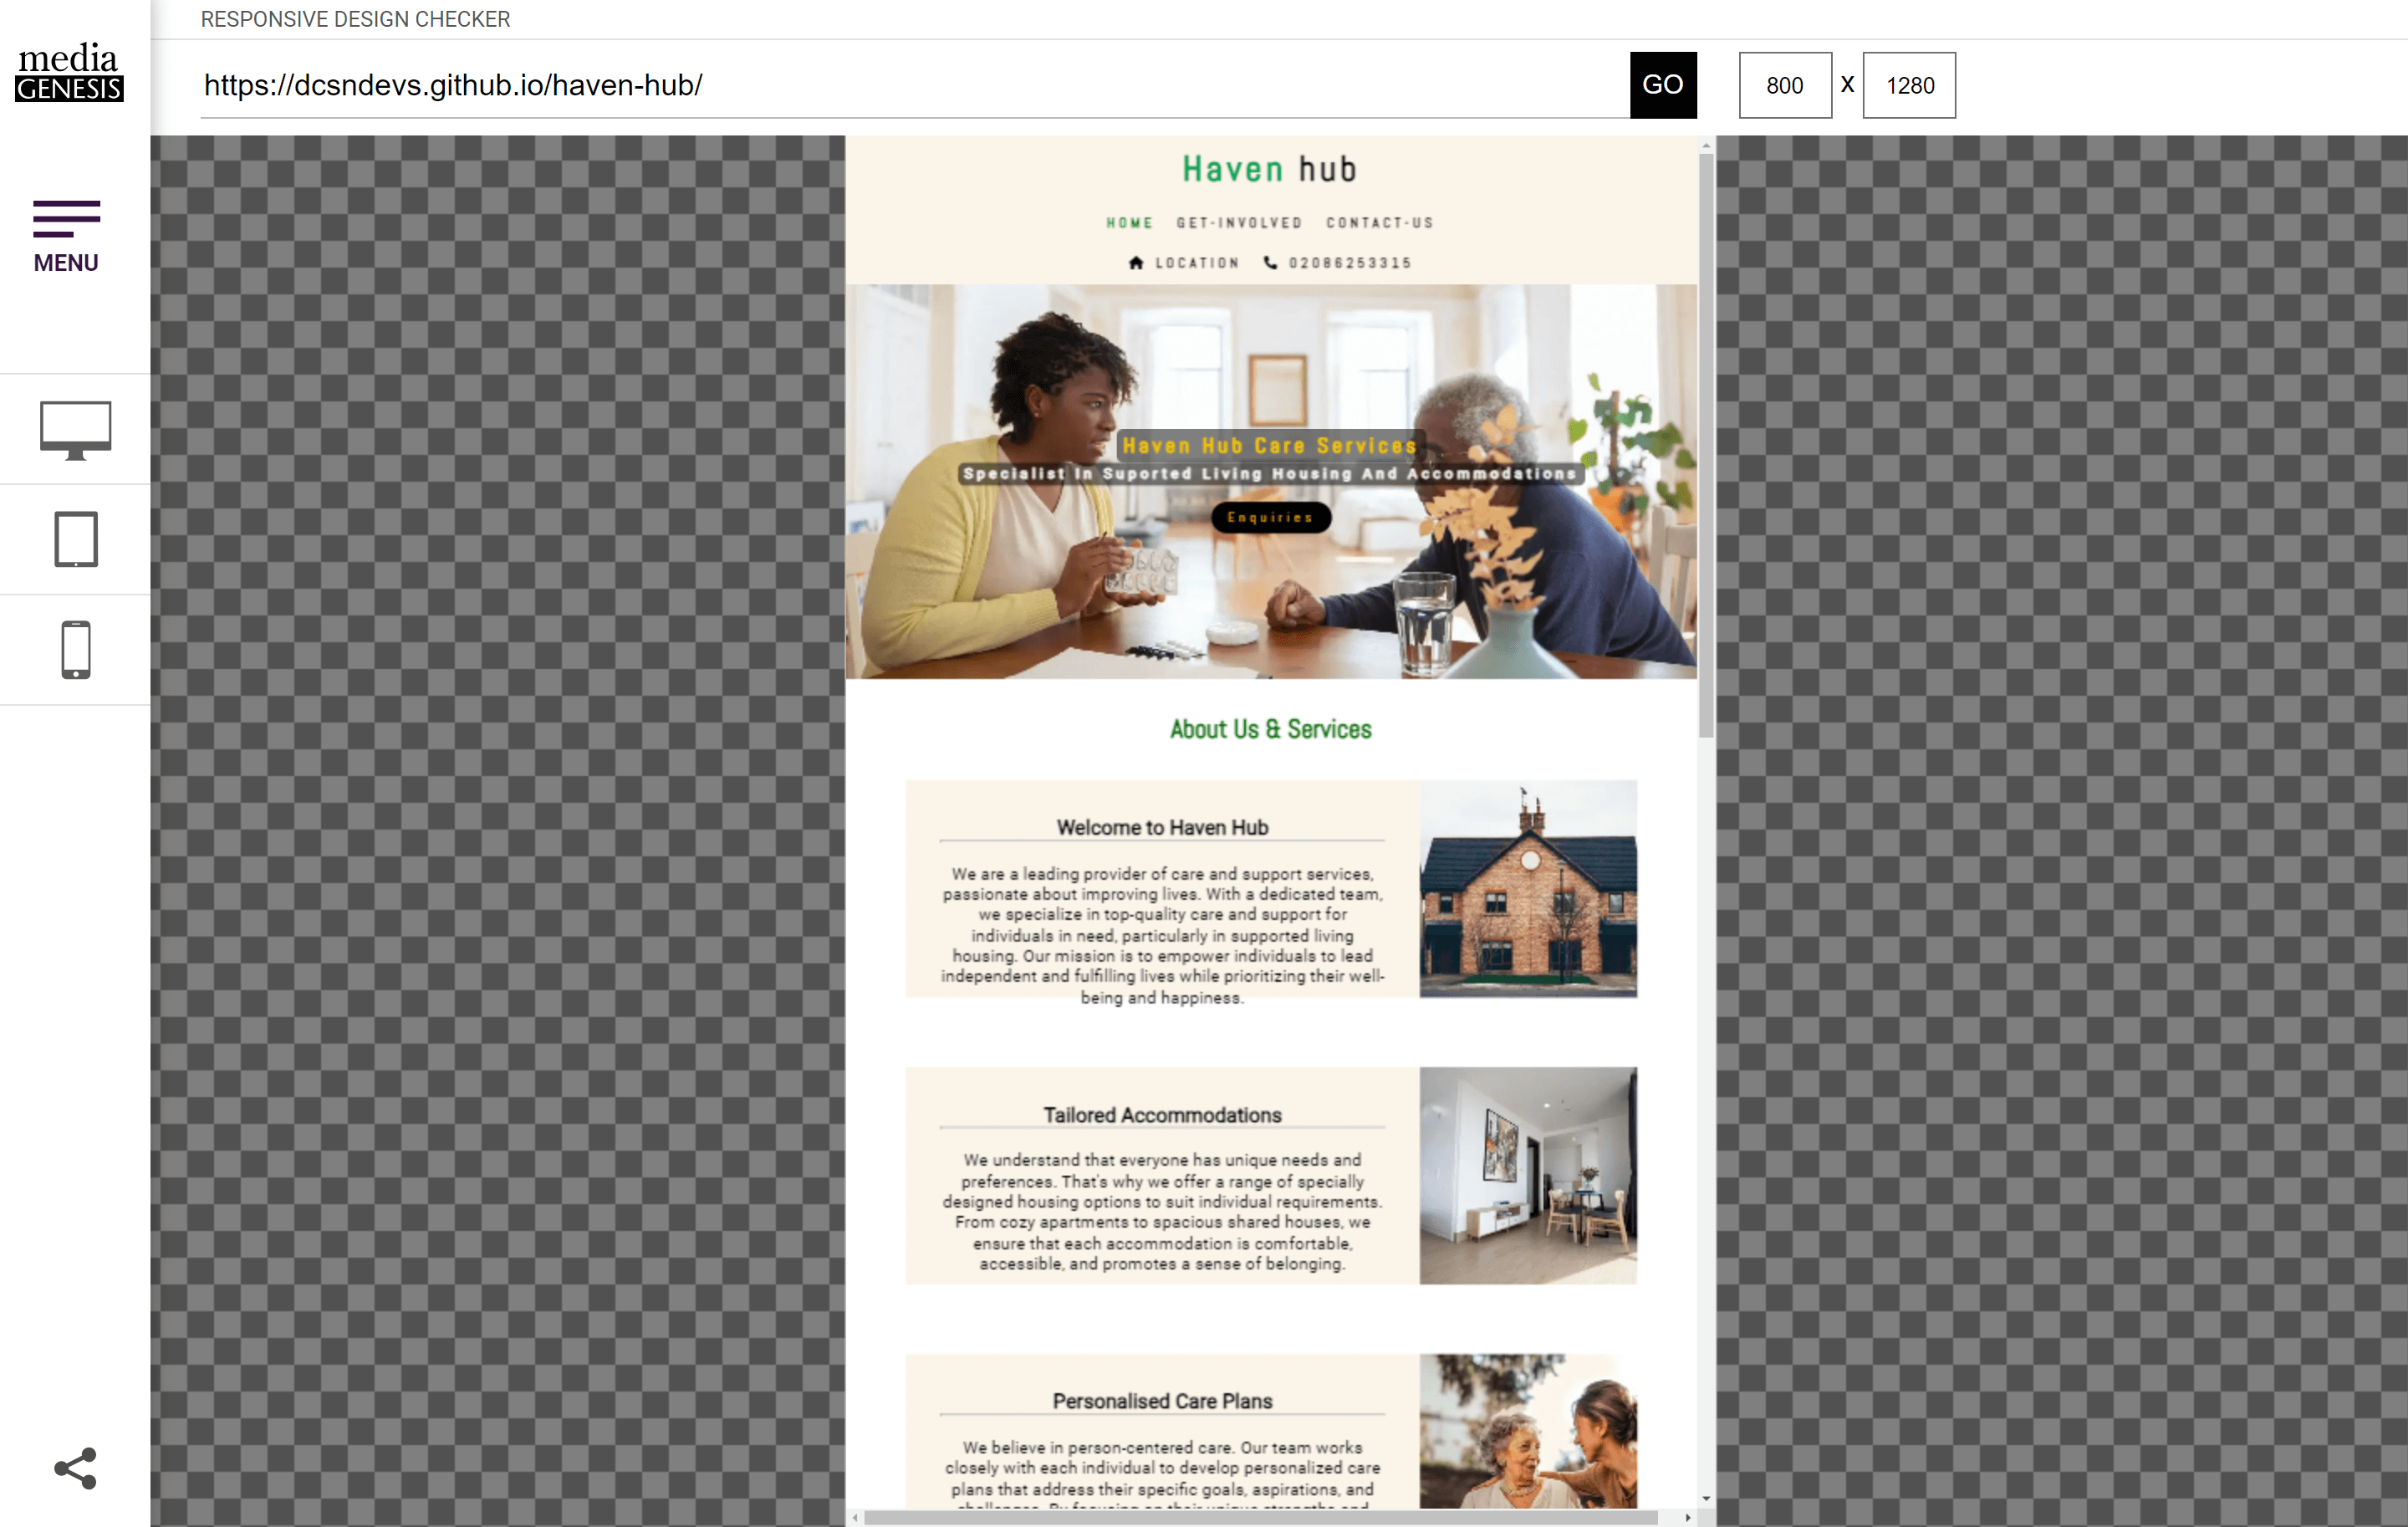 RESPONSIVE DESIGN CHECKER
media
GENESIS
https://dcsndevs.github.io/haven-hub/
GO
800 X 1280
MENU
Haven hub
HOME GET-INVOLVED CONTACT-US
LOCATION 02086253315
Haven Hub Care Services
Specialist In Suported Living Housing And Accommodations
Enquiries
About Us & Services
Welcome to Haven Hub
We are a leading provider of care and support services,
passionate about improving lives. With a dedicated team,
we specialize in top-quality care and support for
individuals in need, particularly in supported living
housing. Our mission is to empower individuals to lead
independent and fulfilling lives while prioritizing their well-
being and happiness.
Tailored Accommodations
We understand that everyone has unique needs and
preferences. That's why we offer a range of specially
designed housing options to suit individual requirements.
From cozy apartments to spacious shared houses, we
ensure that each accommodation is comfortable,
accessible, and promotes a sense of belonging.
Personalised Care Plans
We believe in person-centered care. Our team works
closely with each individual to develop personalized care
plans that address their specific goals, aspirations, and
challenges. By focusing on their unique strengths and